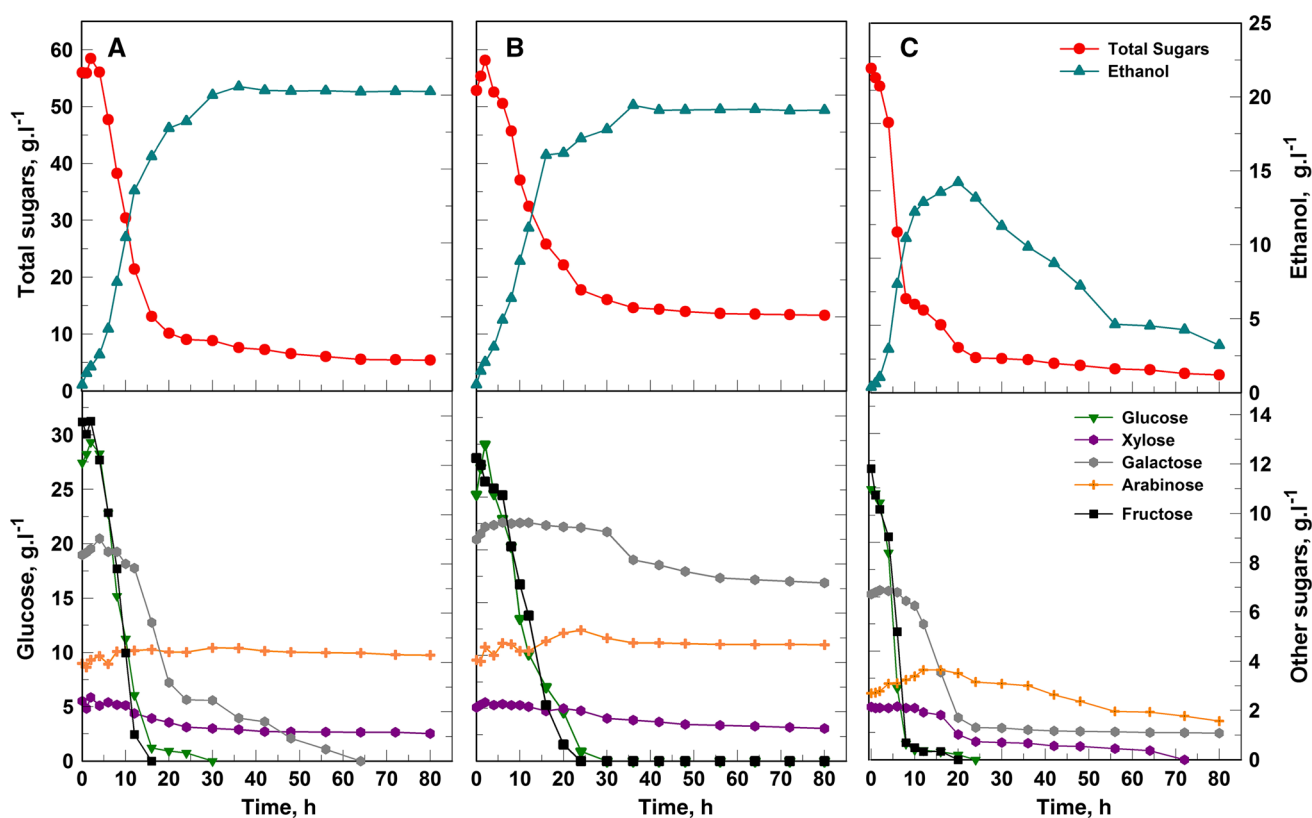 A
B
C
Total Sugars
Ethanol
60
50
40
30
20
10
0
Total sugars, g.l⁻¹
25
20
15
10
5
0
Ethanol, g.l⁻¹
Glucose
Xylose
Galactose
Arabinose
Fructose
30
25
20
15
10
5
0
Glucose, g.l⁻¹
14
12
10
8
6
4
2
0
Other sugars, g.l⁻¹
0 10 20 30 40 50 60 70 80
0 10 20 30 40 50 60 70 80
0 10 20 30 40 50 60 70 80
Time, h
Time, h
Time, h